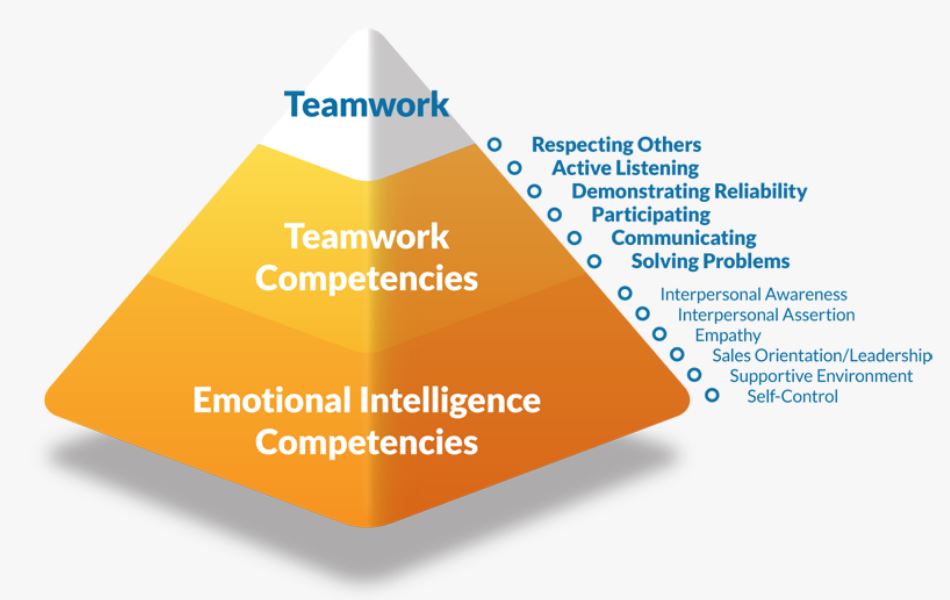 Teamwork
Respecting Others
Active Listening
Demonstrating Reliability
Participating
Teamwork
Competencies
Communicating
Solving Problems
Interpersonal Awareness
Interpersonal Assertion
Empathy
Sales Orientation/Leadership
Supportive Environment
Self-Control
Emotional Intelligence
Competencies